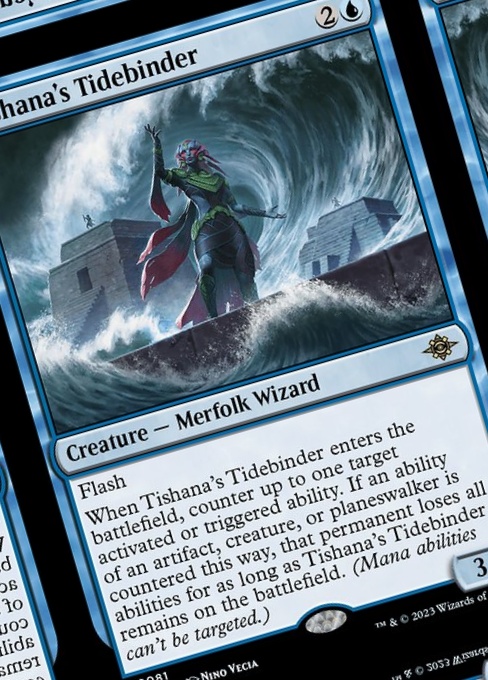 2
hana's Tidebinder
Creature — Merfolk Wizard
Flash
When Tishana's Tidebinder enters the
battlefield, counter up to one target
activated or triggered ability. If an ability
of an artifact, creature, or planeswalker is
countered this way, that permanent loses all
abilities for as long as Tishana's Tidebinder
remains on the battlefield. (Mana abilities
can't be targeted.)
3
™ & © 2023 Wizards of
0081
NINO VECIA